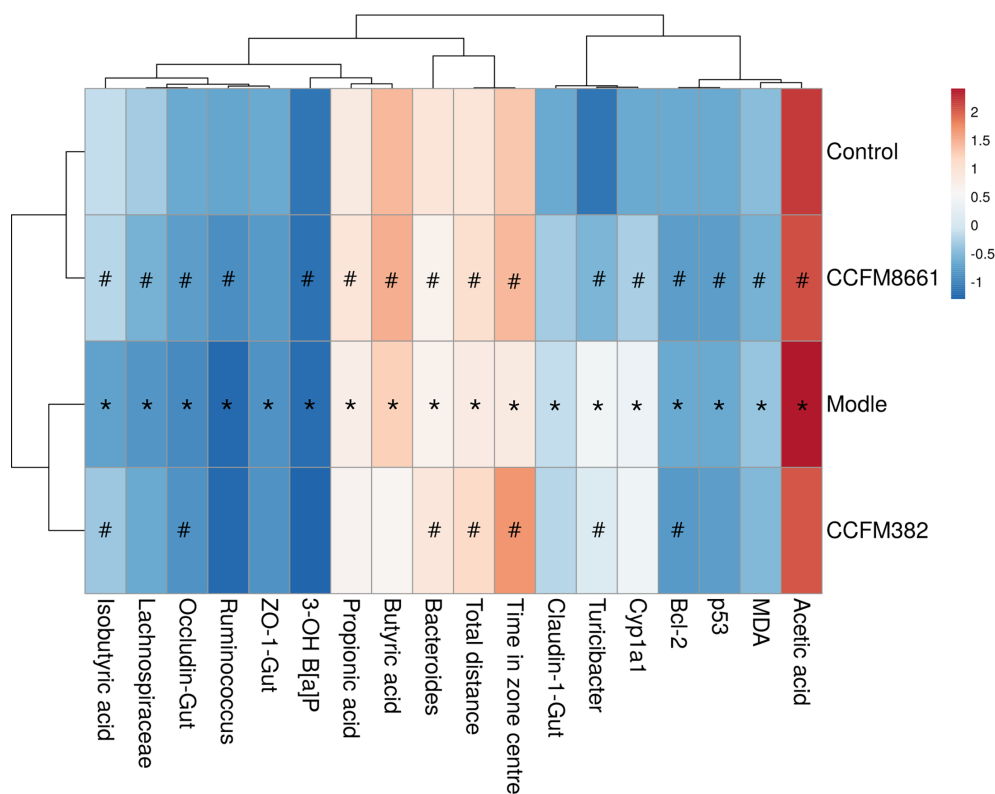 Control
# # # # # # # # # # # # # # # #
CCFM8661
* * * * * * * * * * * * * * * * * *
Modle
# # # # # # #
CCFM382
2
1.5
1
0.5
0
-0.5
-1
Isobutyric acid
Lachnospiraceae
Occludin-Gut
Ruminococcus
ZO-1-Gut
3-OH B[a]P
Propionic acid
Butyric acid
Bacteroides
Total distance
Time in zone centre
Claudin-1-Gut
Turicibacter
Cyp1a1
Bcl-2
p53
MDA
Acetic acid